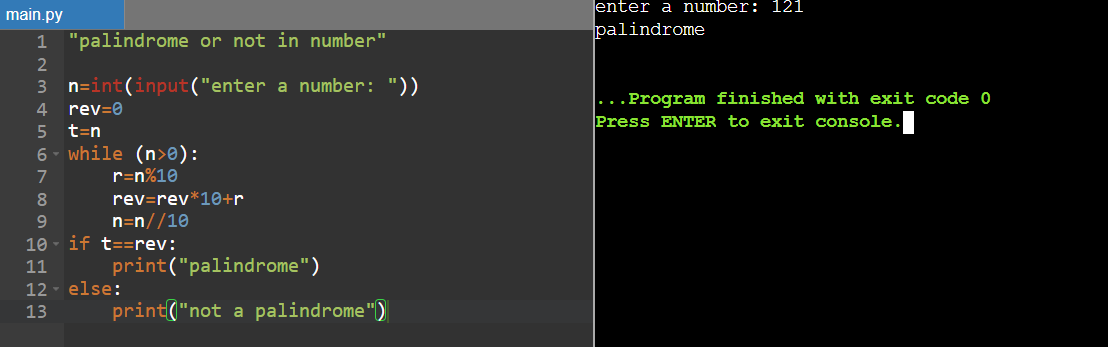 main.py
1 "palindrome or not in number"
2
3 n=int(input("enter a number: "))
4 rev=0
5 t=n
6 while (n>0):
7     r=n%10
8     rev=rev*10+r
9     n=n//10
10 if t==rev:
11     print("palindrome")
12 else:
13     print("not a palindrome")
enter a number: 121
palindrome
...Program finished with exit code 0
Press ENTER to exit console.